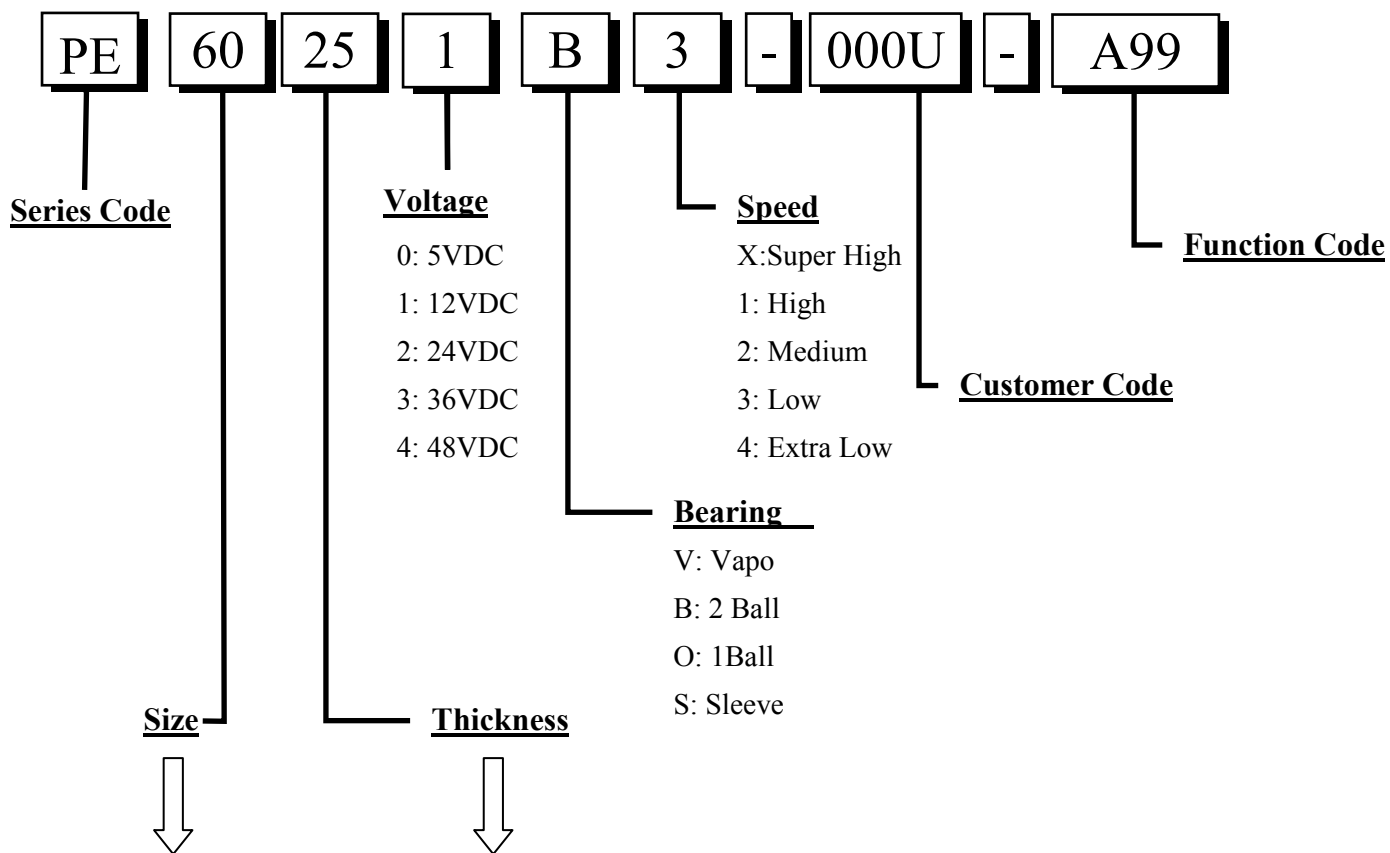 PE 60 25 1 B 3 - 000U - A99
Series Code
Voltage
0: 5VDC
1: 12VDC
2: 24VDC
3: 36VDC
4: 48VDC
Speed
X:Super High
1: High
2: Medium
3: Low
4: Extra Low
Function Code
Customer Code
Bearing
V: Vapo
B: 2 Ball
O: 1Ball
S: Sleeve
Size
Thickness